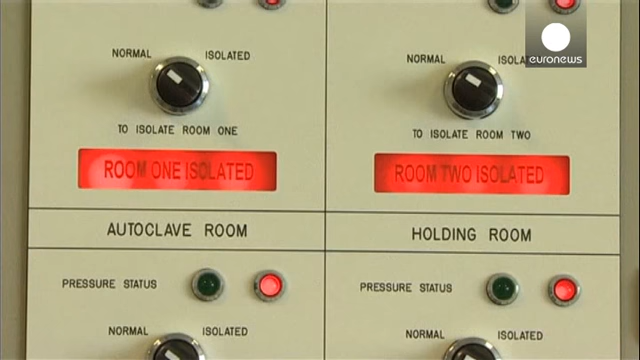 NORMAL ISOLATED NORMAL ISOLA
euronews
TO ISOLATE ROOM ONE TO ISOLATE ROOM TWO
ROOM ONE ISOLATED ROOM TWO ISOLATED
AUTOCLAVE ROOM HOLDING ROOM
PRESSURE STATUS PRESSURE STATUS
NORMAL ISOLATED NORMAL ISOLATED